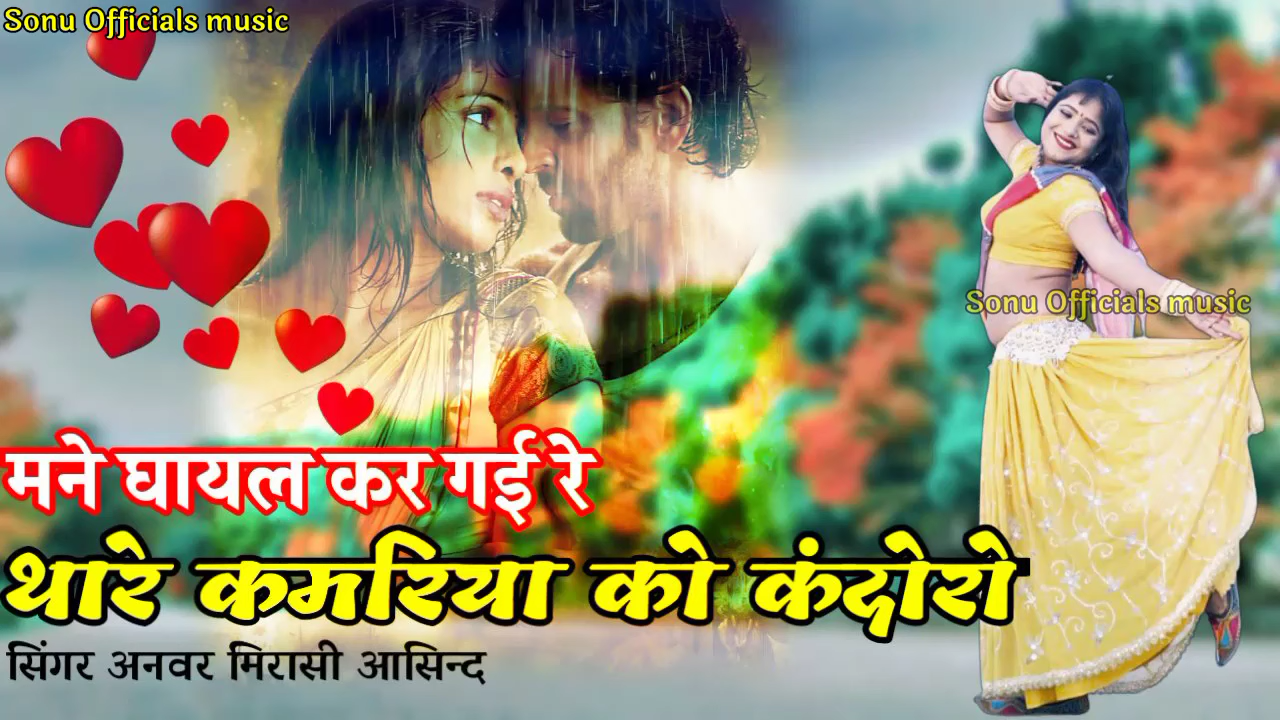 Sonu Officials music
Sonu Officials music
मने घायल कर गई रे
थारे कमरिया को कंदोरो
सिंगर अनवर मिरासी आसिन्द